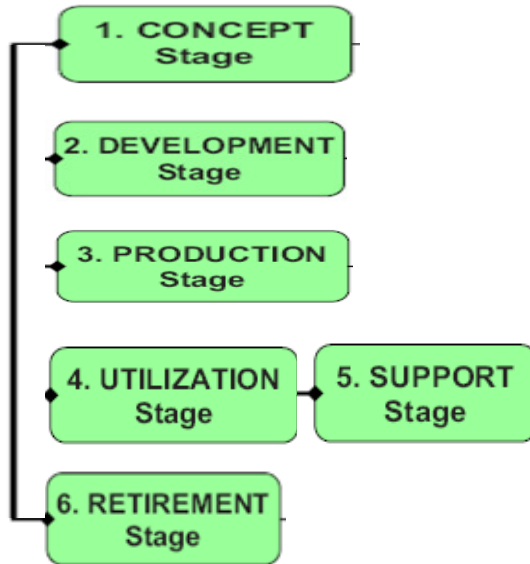 1. CONCEPT
Stage
2. DEVELOPMENT
Stage
3. PRODUCTION
Stage
4. UTILIZATION
Stage
5. SUPPORT
Stage
6. RETIREMENT
Stage